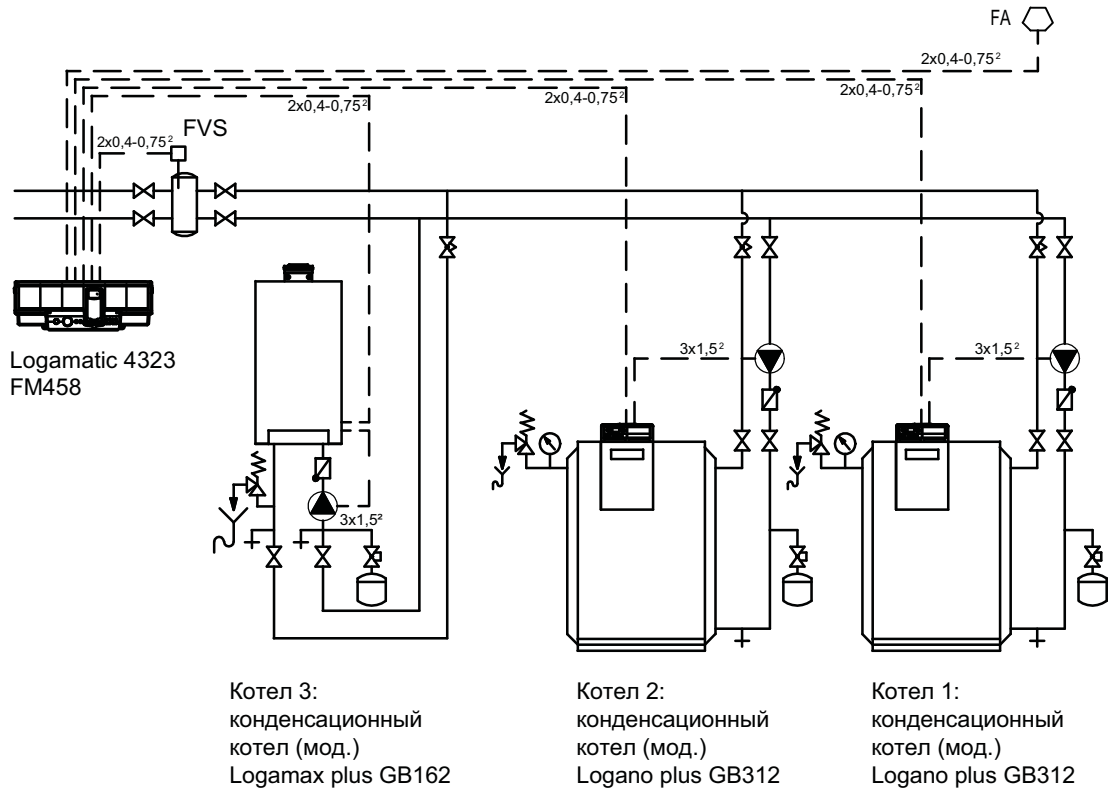 FA
2x0,4-0,75²
2x0,4-0,75²
2x0,4-0,75²
2x0,4-0,75²
FVS
2x0,4-0,75²
Logamatic 4323
FM458
3x1,5²
3x1,5²
3x1,5²
Котел 3:
конденсационный
котел (мод.)
Logamax plus GB162
Котел 2:
конденсационный
котел (мод.)
Logano plus GB312
Котел 1:
конденсационный
котел (мод.)
Logano plus GB312